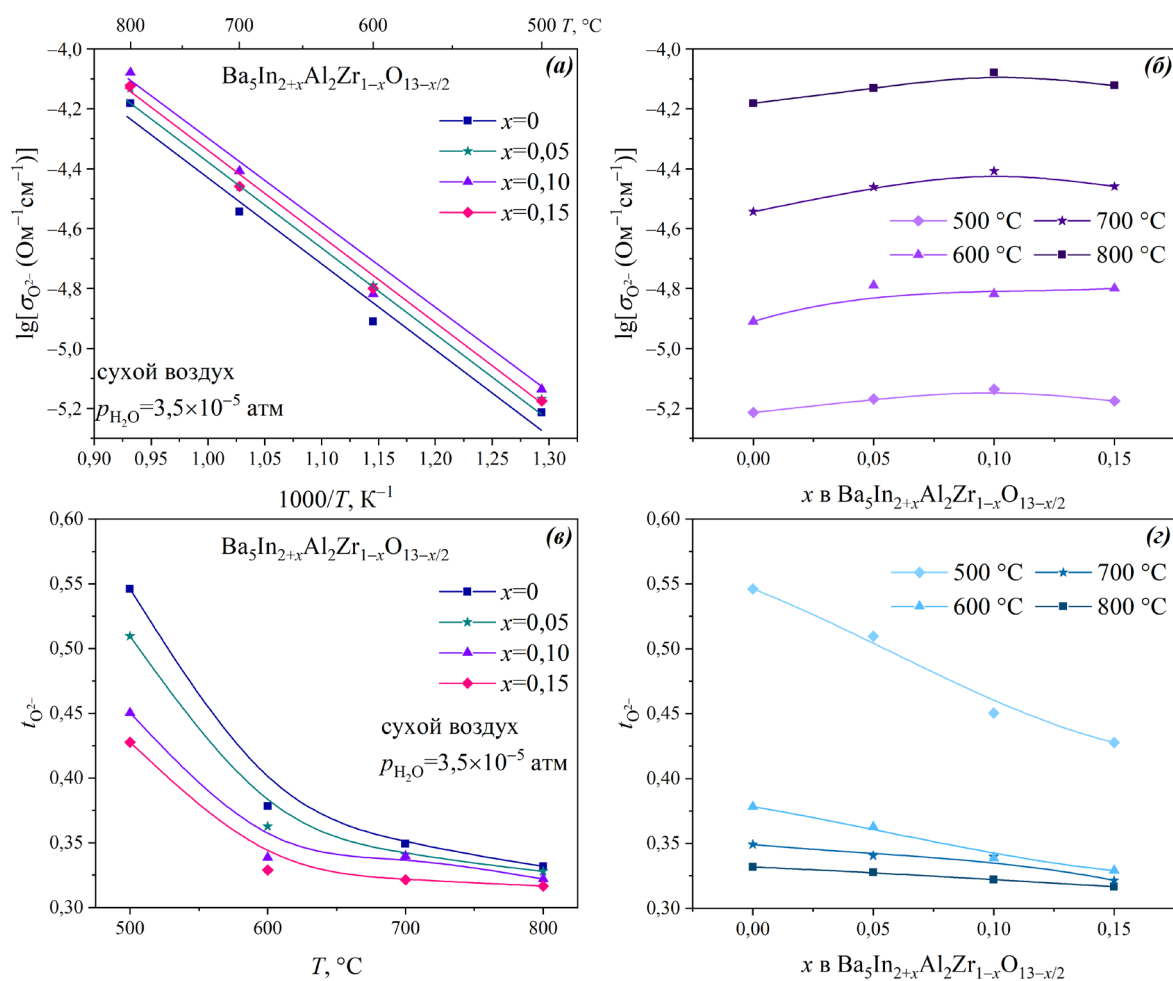 800 700 600 500 T, °C
–4,0
(а)
Ba₅In₂₊ₓAl₂Zr₁₋ₓO₁₃₋ₓ/₂
–4,2
x=0
x=0,05
–4,4
x=0,10
x=0,15
–4,6
lg[σO²⁻ (Ом⁻¹см⁻¹)]
–4,8
–5,0
сухой воздух
pH₂O=3,5×10⁻⁵ атм
–5,2
0,90 0,95 1,00 1,05 1,10 1,15 1,20 1,25 1,30
1000/T, К⁻¹
–4,0
(б)
–4,2
–4,4
–4,6
500 °C 700 °C
600 °C 800 °C
lg[σO²⁻ (Ом⁻¹см⁻¹)]
–4,8
–5,0
–5,2
0,00 0,05 0,10 0,15
x в Ba₅In₂₊ₓAl₂Zr₁₋ₓO₁₃₋ₓ/₂
0,60
(в)
Ba₅In₂₊ₓAl₂Zr₁₋ₓO₁₃₋ₓ/₂
0,55
x=0
x=0,05
0,50
x=0,10
x=0,15
0,45
tO²⁻
сухой воздух
pH₂O=3,5×10⁻⁵ атм
0,40
0,35
0,30
500 600 700 800
T, °C
0,60
(г)
500 °C 700 °C
600 °C 800 °C
0,55
0,50
0,45
tO²⁻
0,40
0,35
0,30
0,00 0,05 0,10 0,15
x в Ba₅In₂₊ₓAl₂Zr₁₋ₓO₁₃₋ₓ/₂